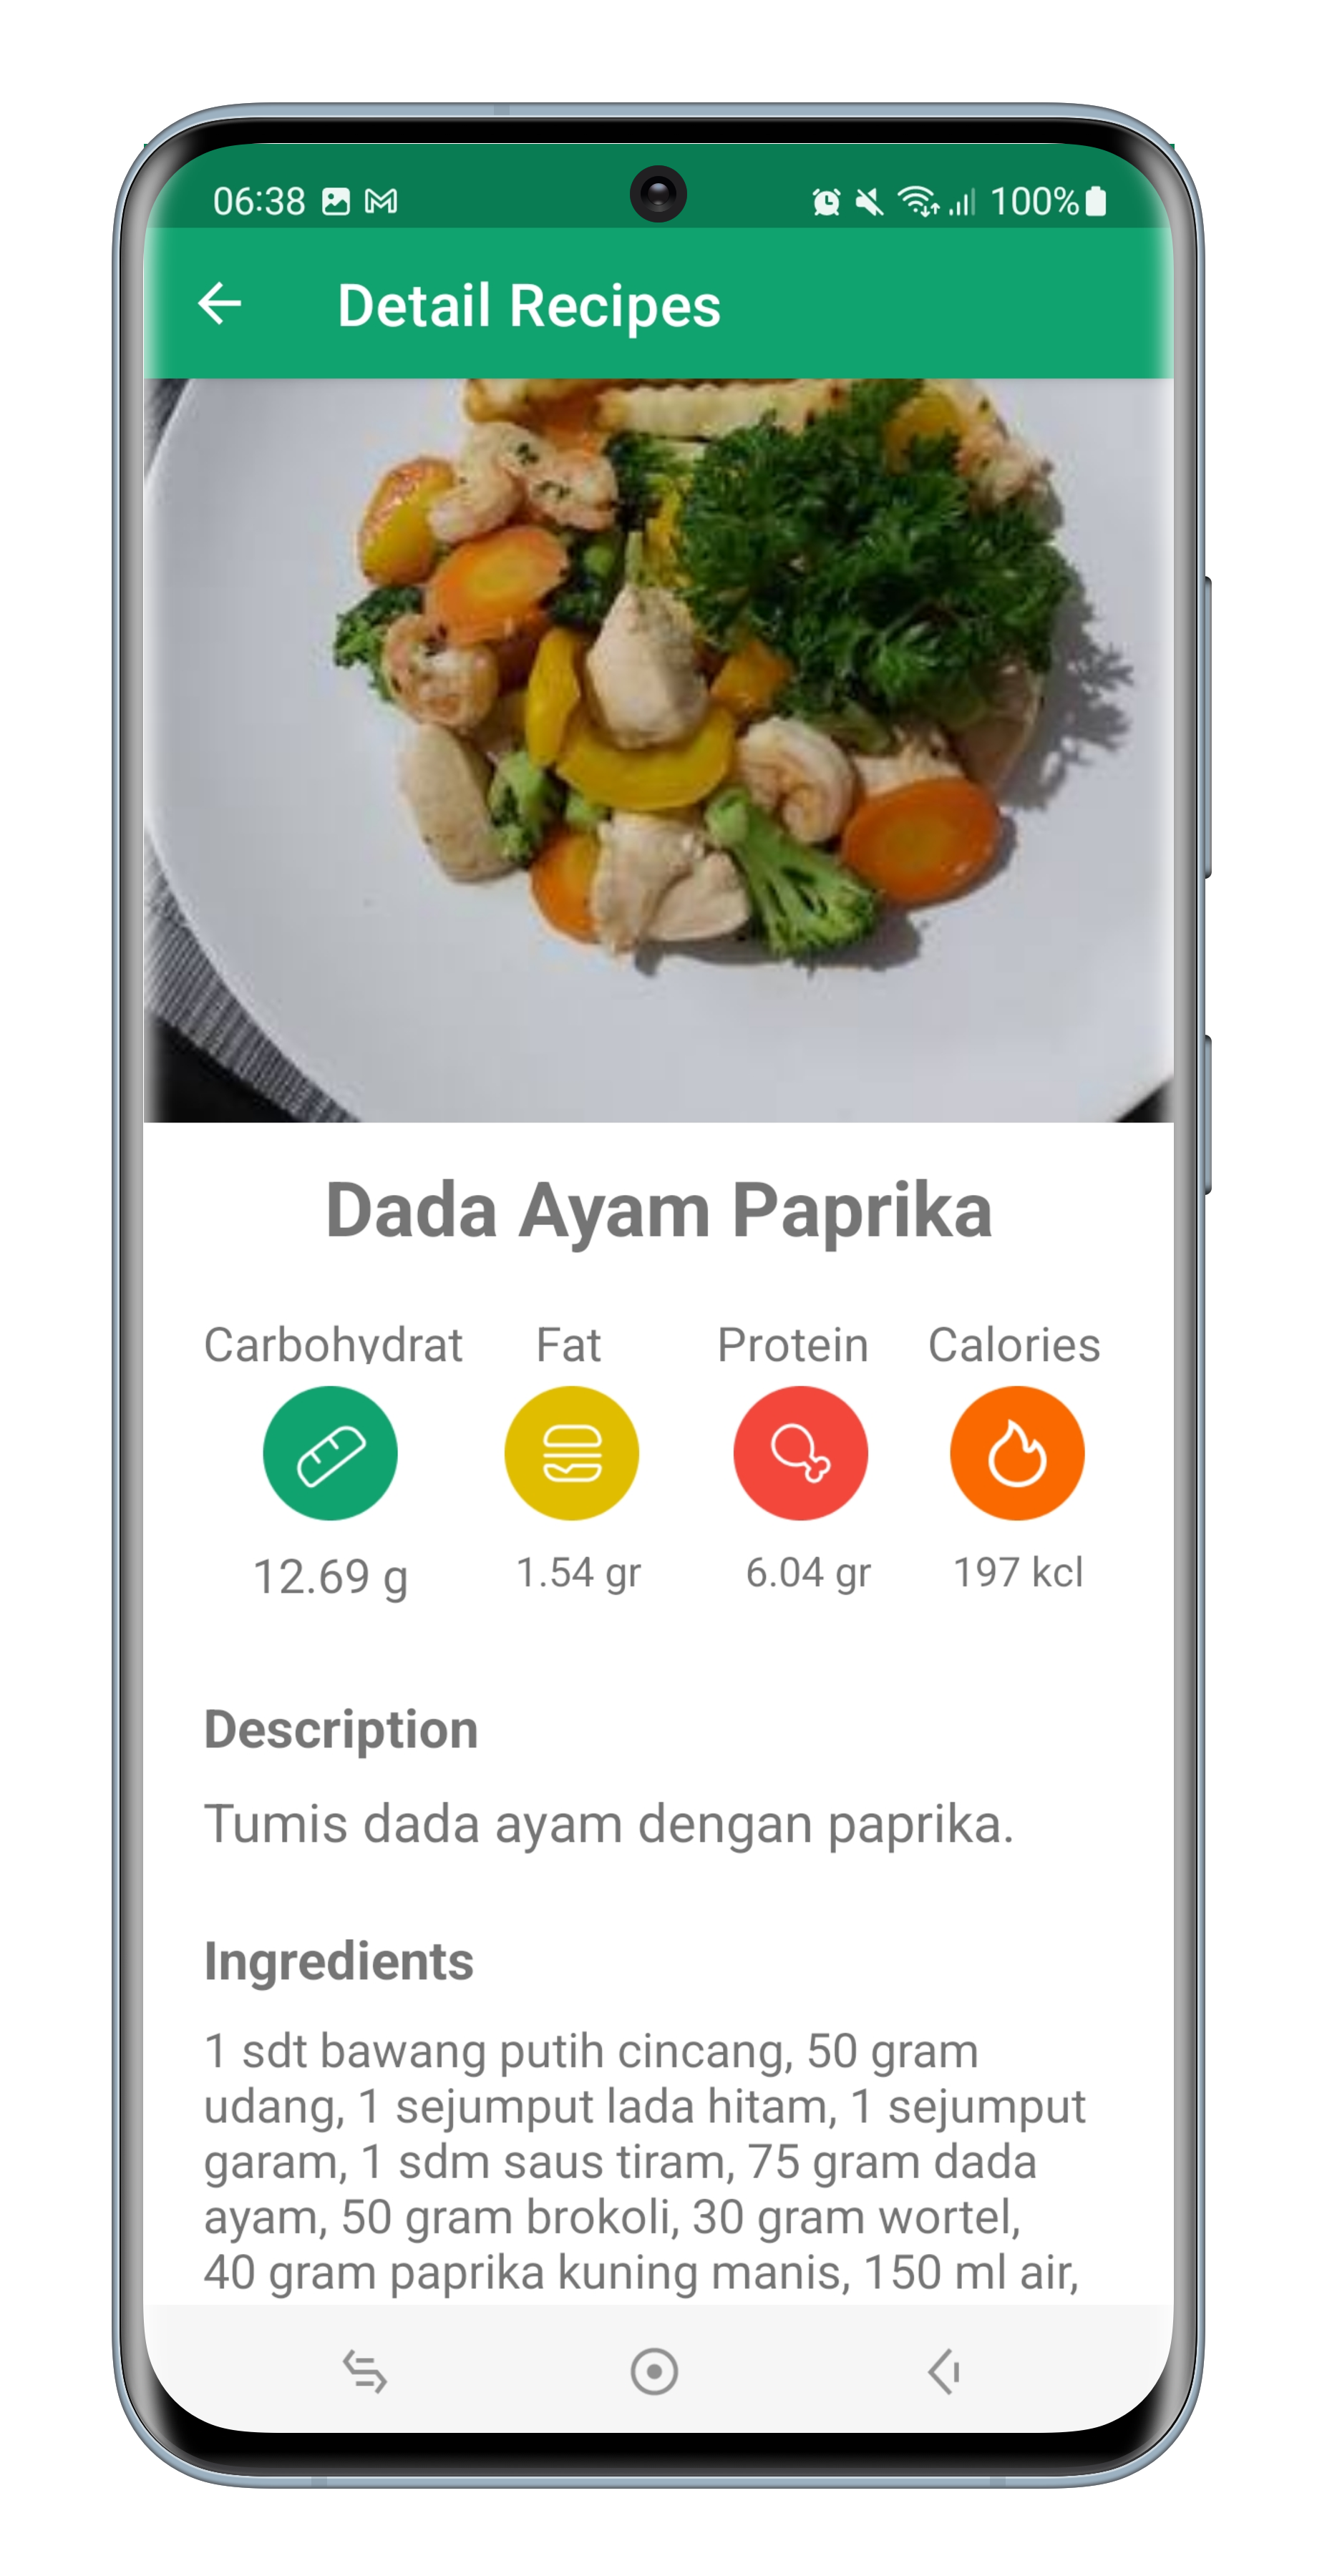 06:38 100%
Detail Recipes
Dada Ayam Paprika
Carbohydrat Fat Protein Calories
12.69 g 1.54 gr 6.04 gr 197 kcl
Description
Tumis dada ayam dengan paprika.
Ingredients
1 sdt bawang putih cincang, 50 gram
udang, 1 sejumput lada hitam, 1 sejumput
garam, 1 sdm saus tiram, 75 gram dada
ayam, 50 gram brokoli, 30 gram wortel,
40 gram paprika kuning manis, 150 ml air,